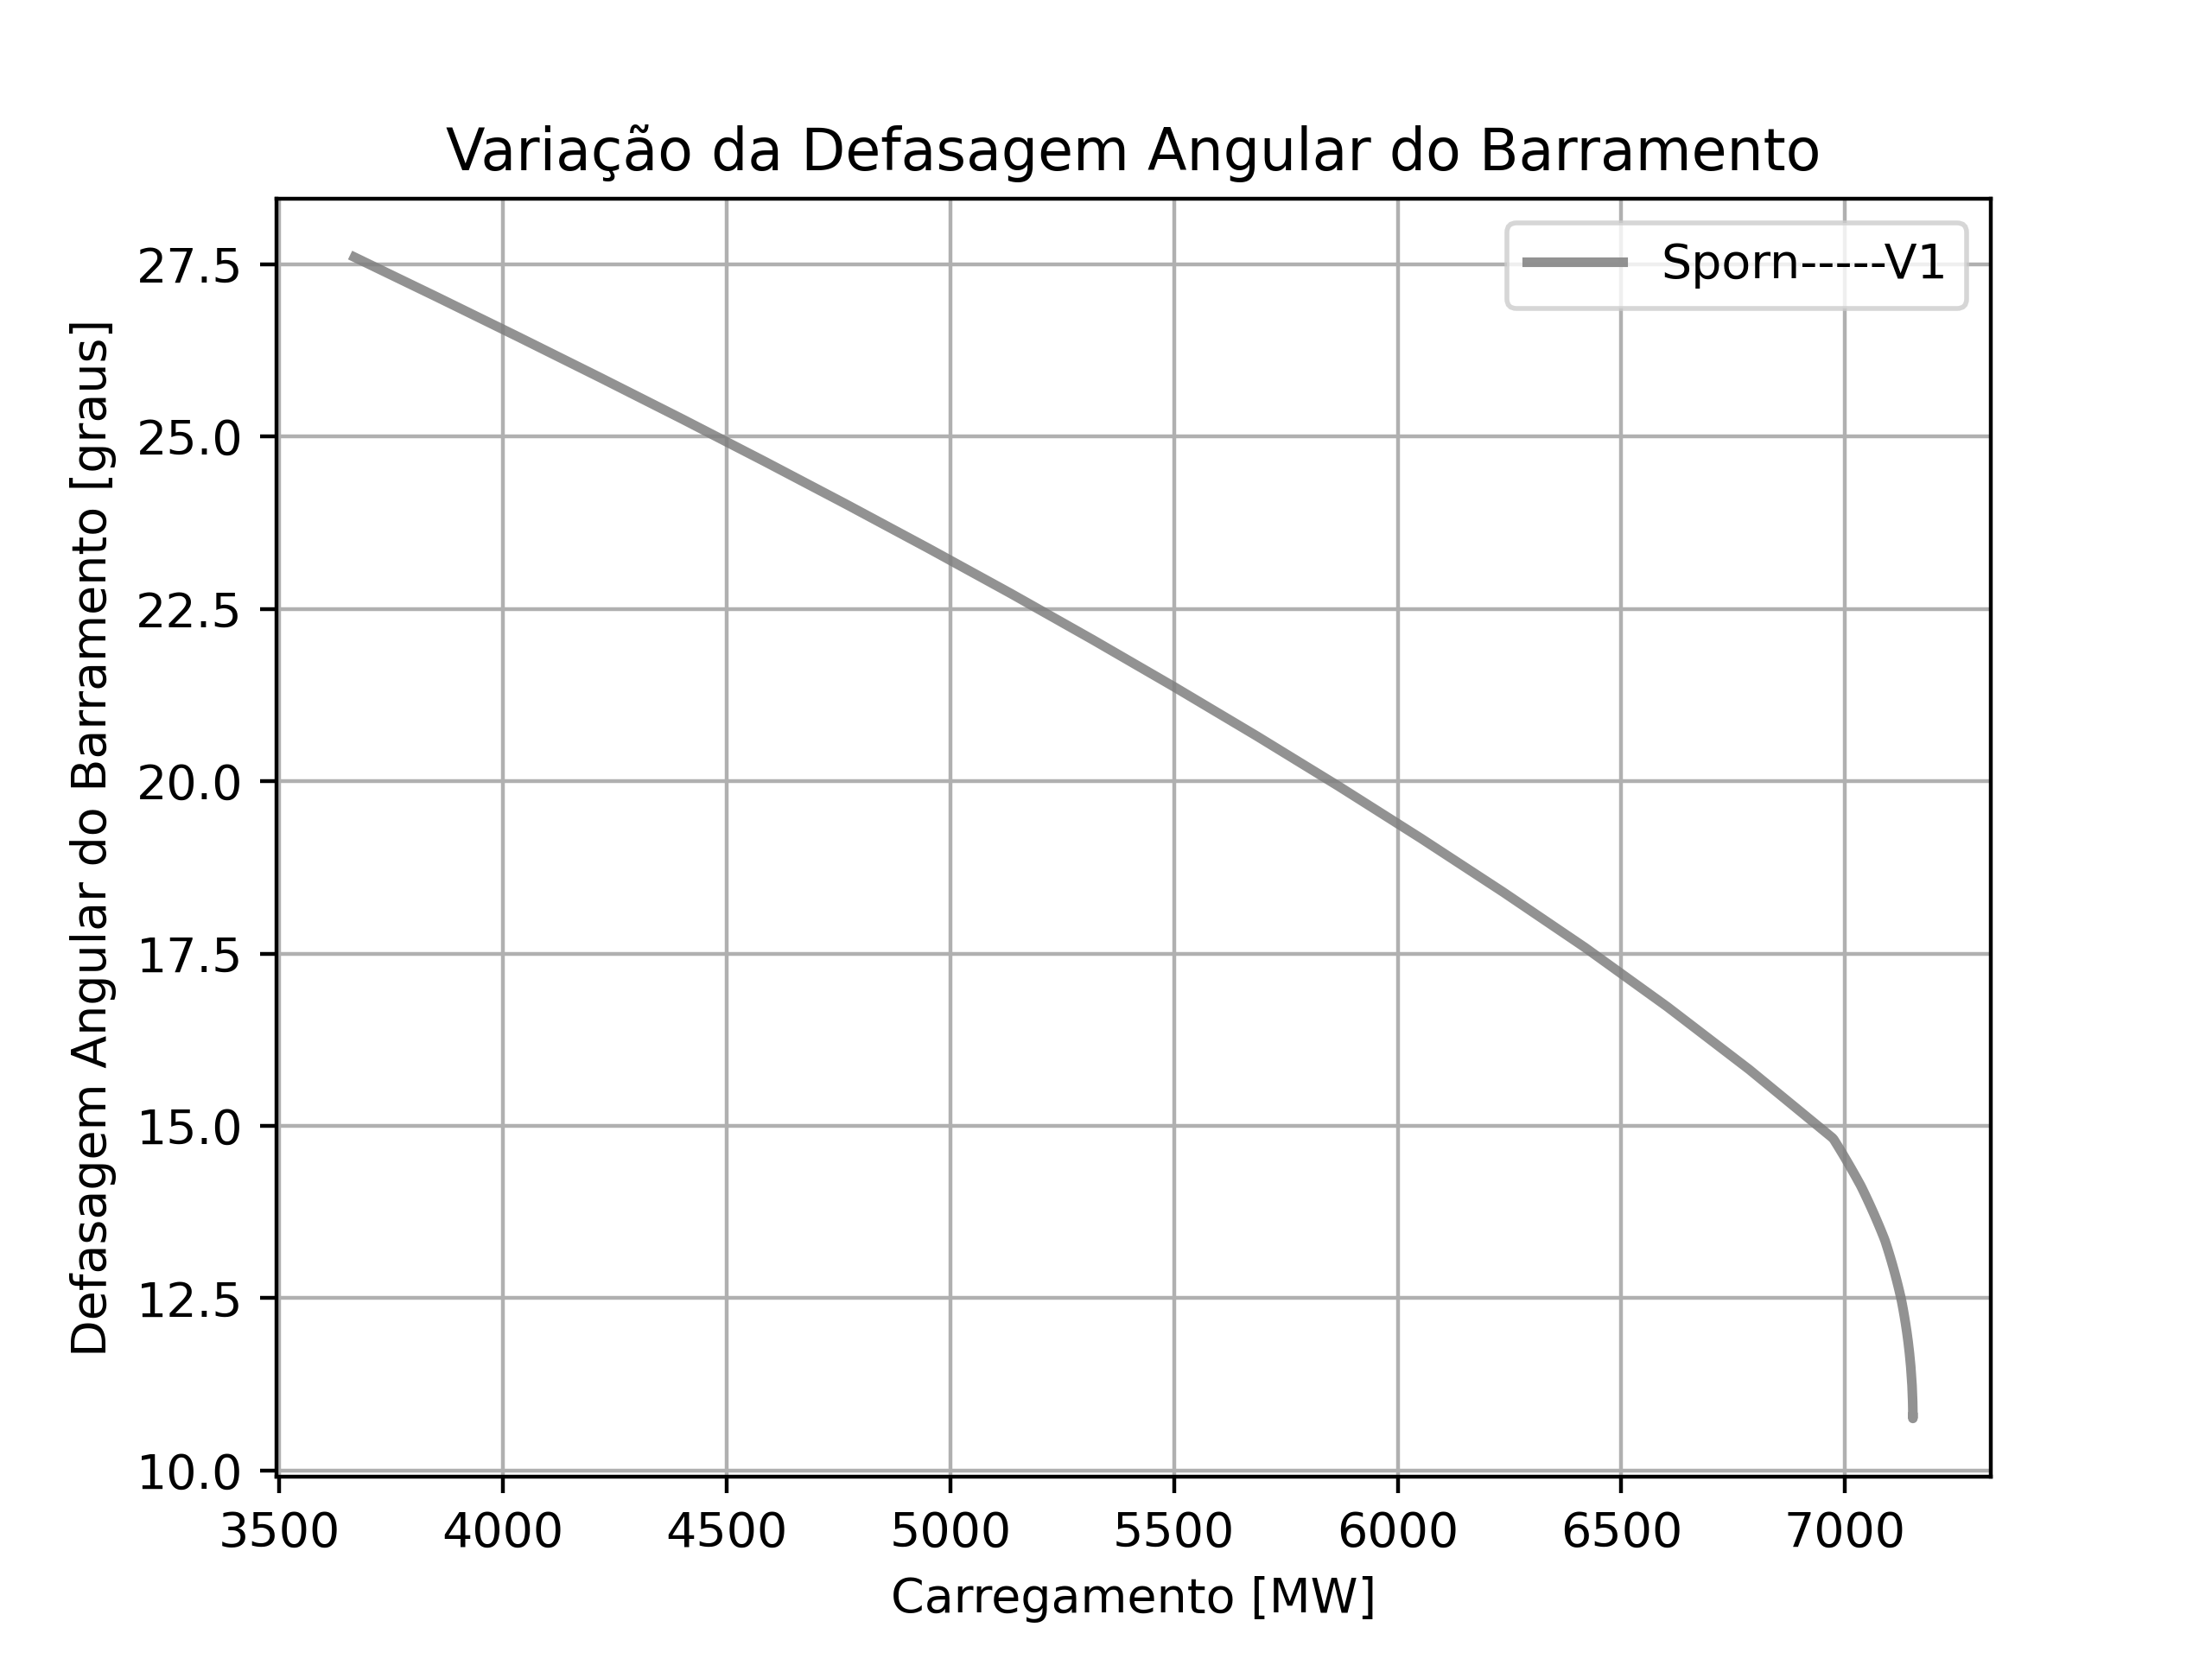 Variação da Defasagem Angular do Barramento
Sporn-----V1
Defasagem Angular do Barramento [graus]
27.5
25.0
22.5
20.0
17.5
15.0
12.5
10.0
3500 4000 4500 5000 5500 6000 6500 7000
Carregamento [MW]